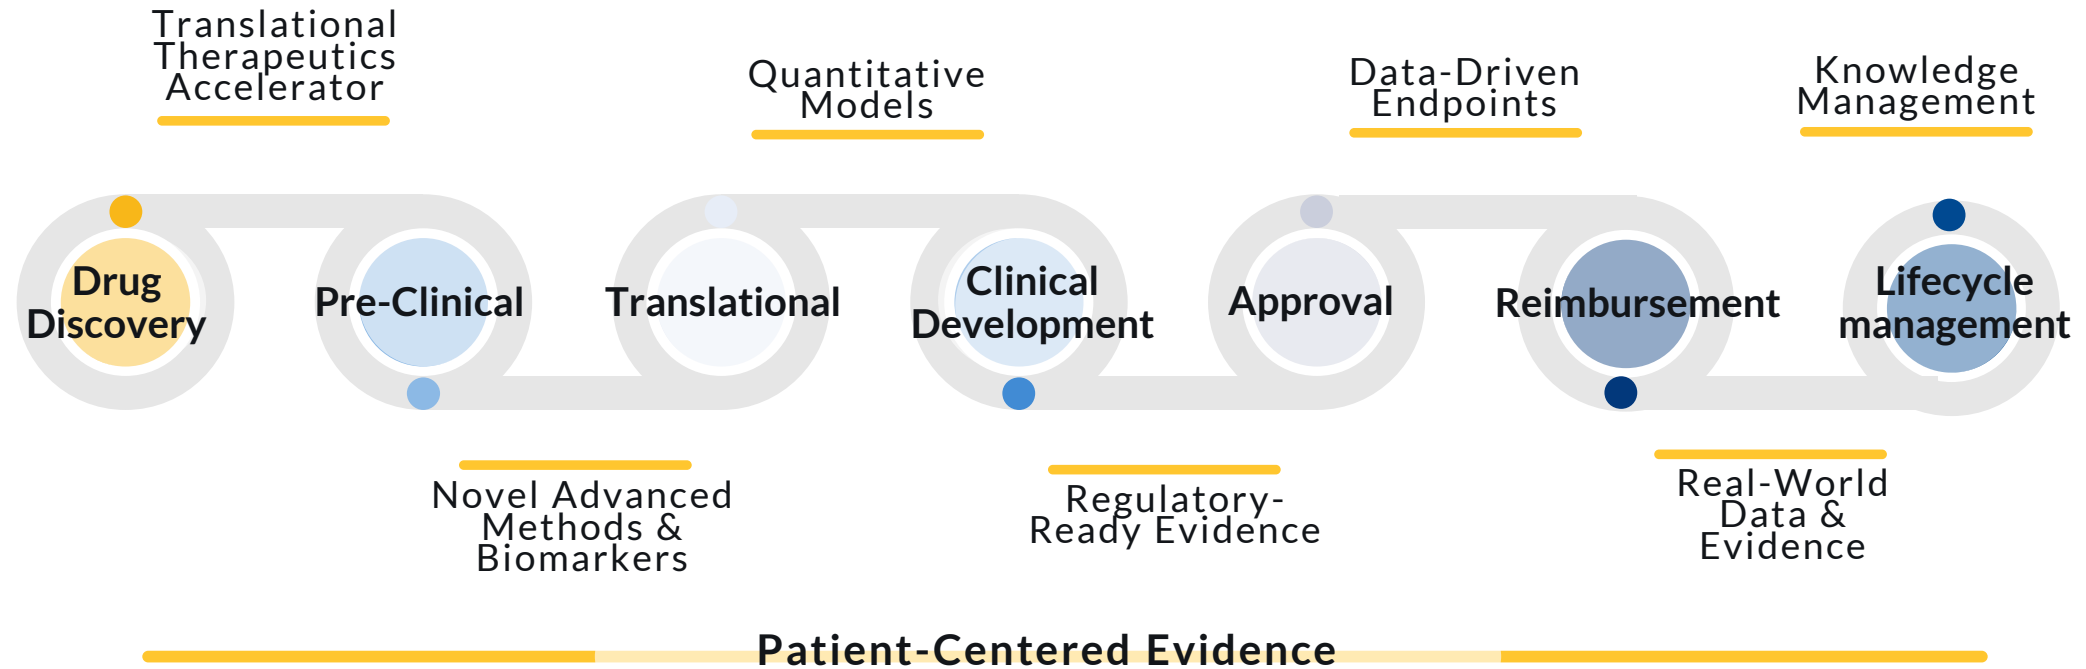 Translational
Therapeutics
Accelerator
Quantitative
Models
Data-Driven
Endpoints
Knowledge
Management
Drug
Discovery
Pre-Clinical
Translational
Clinical
Development
Approval
Reimbursement
Lifecycle
management
Novel Advanced
Methods &
Biomarkers
Regulatory-
Ready Evidence
Real-World
Data &
Evidence
Patient-Centered Evidence